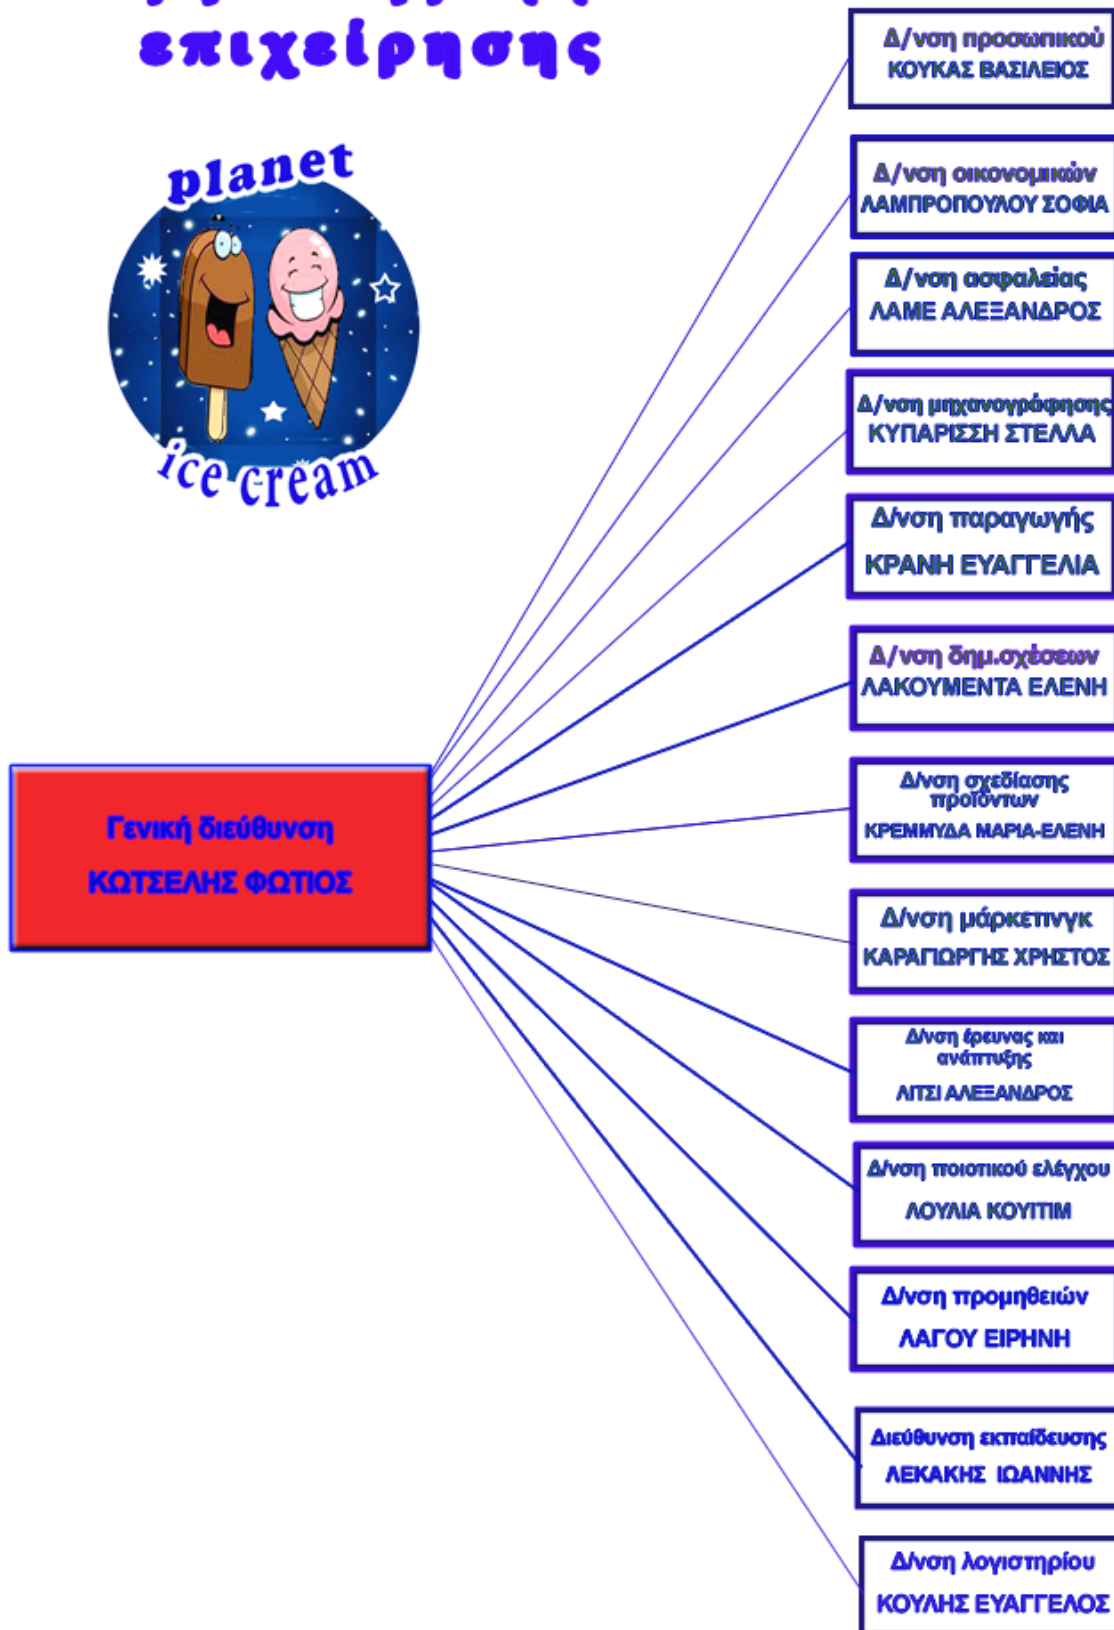 επιχείρησης
planet
ice cream
Γενική διεύθυνση
ΚΩΤΣΕΛΗΣ ΦΩΤΙΟΣ
Δ/νση προσωπικού
ΚΟΥΚΑΣ ΒΑΣΙΛΕΙΟΣ
Δ/νση οικονομικών
ΛΑΜΠΡΟΠΟΥΛΟΥ ΣΟΦΙΑ
Δ/νση ασφαλείας
ΛΑΜΕ ΑΛΕΞΑΝΔΡΟΣ
Δ/νση μηχανογράφησης
ΚΥΠΑΡΙΣΣΗ ΣΤΕΛΛΑ
Δ/νση παραγωγής
ΚΡΑΝΗ ΕΥΑΓΓΕΛΙΑ
Δ/νση δημ.σχέσεων
ΛΑΚΟΥΜΕΝΤΑ ΕΛΕΝΗ
Δ/νση σχεδίασης
προϊόντων
ΚΡΕΜΜΥΔΑ ΜΑΡΙΑ-ΕΛΕΝΗ
Δ/νση μάρκετινγκ
ΚΑΡΑΓΙΩΡΓΗΣ ΧΡΗΣΤΟΣ
Δ/νση έρευνας και
ανάπτυξης
ΛΙΤΣΙ ΑΛΕΞΑΝΔΡΟΣ
Δ/νση ποιοτικού ελέγχου
ΛΟΥΛΙΑ ΚΟΥΙΤΙΜ
Δ/νση προμηθειών
ΛΑΓΟΥ ΕΙΡΗΝΗ
Διεύθυνση εκπαίδευσης
ΛΕΚΑΚΗΣ ΙΩΑΝΝΗΣ
Δ/νση λογιστηρίου
ΚΟΥΛΗΣ ΕΥΑΓΓΕΛΟΣ